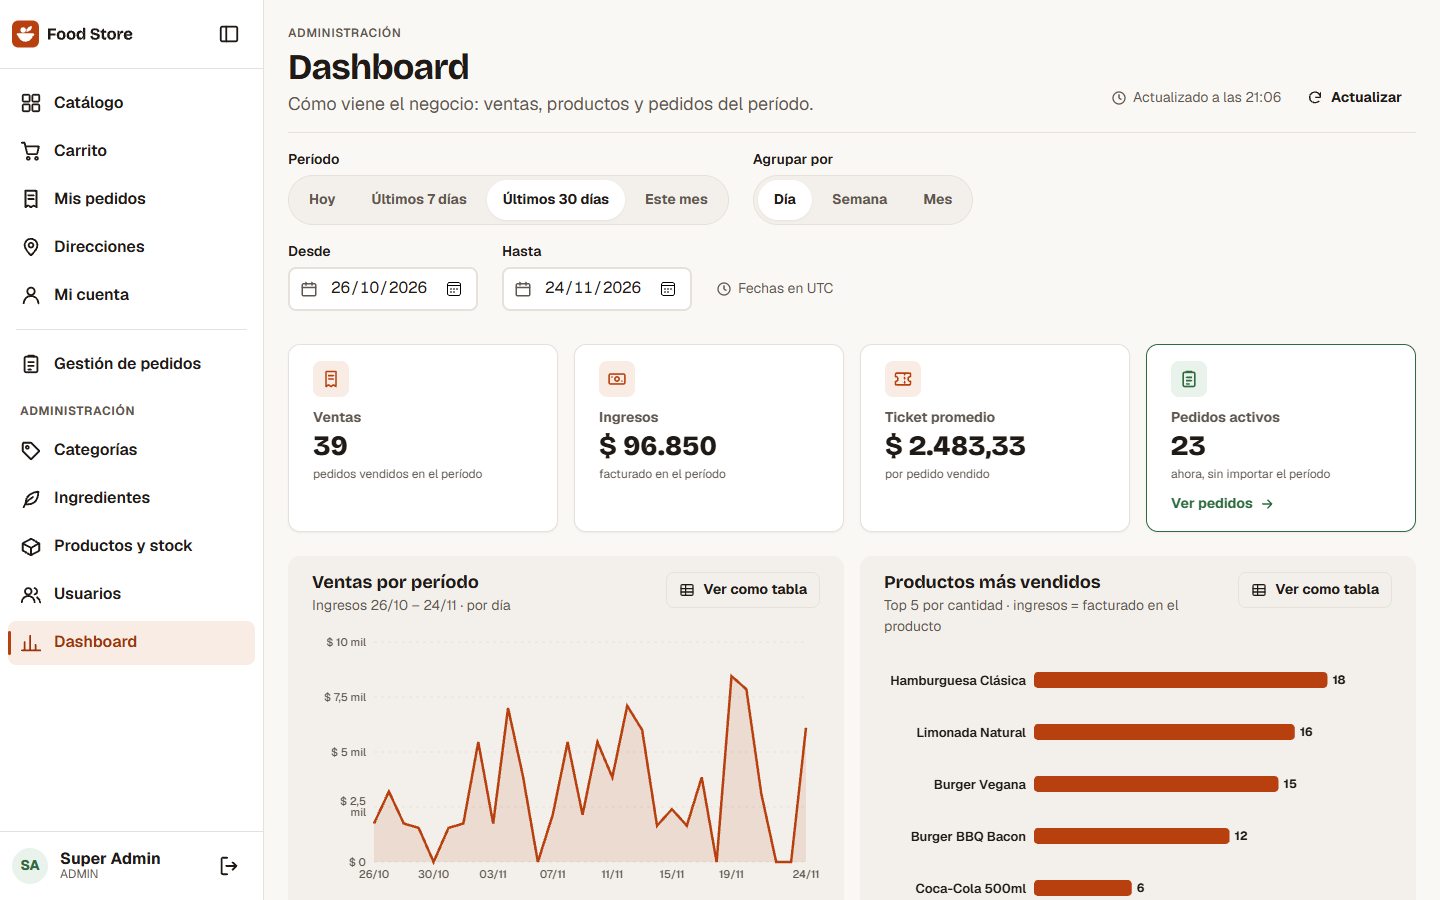 Food Store
Catálogo
Carrito
Mis pedidos
Direcciones
Mi cuenta
Gestión de pedidos
ADMINISTRACIÓN
Categorías
Ingredientes
Productos y stock
Usuarios
Dashboard
SA
Super Admin
ADMIN
ADMINISTRACIÓN
Dashboard
Cómo viene el negocio: ventas, productos y pedidos del período.
Actualizado a las 21:06
Actualizar
Período
Hoy
Últimos 7 días
Últimos 30 días
Este mes
Agrupar por
Día
Semana
Mes
Desde
26/10/2026
Hasta
24/11/2026
Fechas en UTC
Ventas
39
pedidos vendidos en el período
Ingresos
$ 96.850
facturado en el período
Ticket promedio
$ 2.483,33
por pedido vendido
Pedidos activos
23
ahora, sin importar el período
Ver pedidos →
Ventas por período
Ingresos 26/10 – 24/11 · por día
Ver como tabla
$ 10 mil
$ 7,5 mil
$ 5 mil
$ 2,5
mil
$ 0
26/10
30/10
03/11
07/11
11/11
15/11
19/11
24/11
Productos más vendidos
Top 5 por cantidad · ingresos = facturado en el
producto
Ver como tabla
Hamburguesa Clásica 18
Limonada Natural 16
Burger Vegana 15
Burger BBQ Bacon 12
Coca-Cola 500ml 6